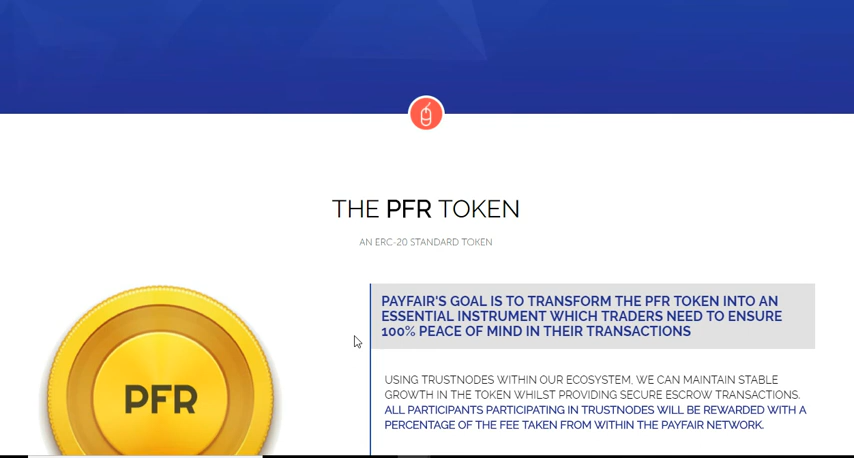 THE PFR TOKEN
AN ERC-20 STANDARD TOKEN
PAYFAIR'S GOAL IS TO TRANSFORM THE PFR TOKEN INTO AN
ESSENTIAL INSTRUMENT WHICH TRADERS NEED TO ENSURE
100% PEACE OF MIND IN THEIR TRANSACTIONS
PFR
USING TRUSTNODES WITHIN OUR ECOSYSTEM, WE CAN MAINTAIN STABLE
GROWTH IN THE TOKEN WHILST PROVIDING SECURE ESCROW TRANSACTIONS.
ALL PARTICIPANTS PARTICIPATING IN TRUSTNODES WILL BE REWARDED WITH A
PERCENTAGE OF THE FEE TAKEN FROM WITHIN THE PAYFAIR NETWORK.